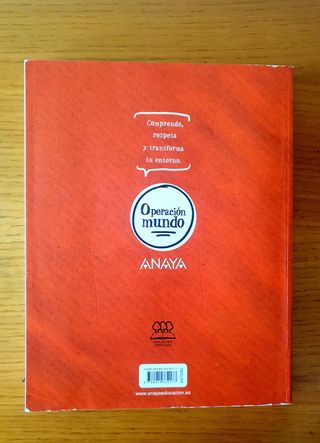 Comprende,
respeta
y transforma
tu entorno.
Operación
mundo
ANAYA
www.anayaeducacion.es